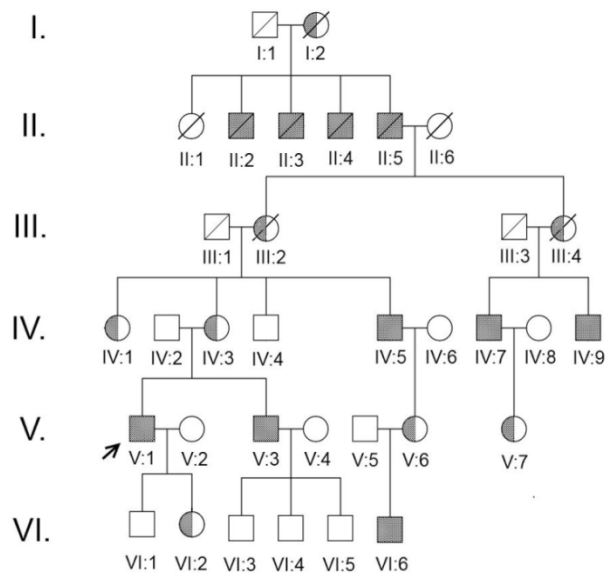 I.
I:1 I:2
II.
II:1 II:2 II:3 II:4 II:5 II:6
III.
III:1 III:2 III:3 III:4
IV.
IV:1 IV:2 IV:3 IV:4 IV:5 IV:6 IV:7 IV:8 IV:9
V.
V:1 V:2 V:3 V:4 V:5 V:6 V:7
VI.
VI:1 VI:2 VI:3 VI:4 VI:5 VI:6